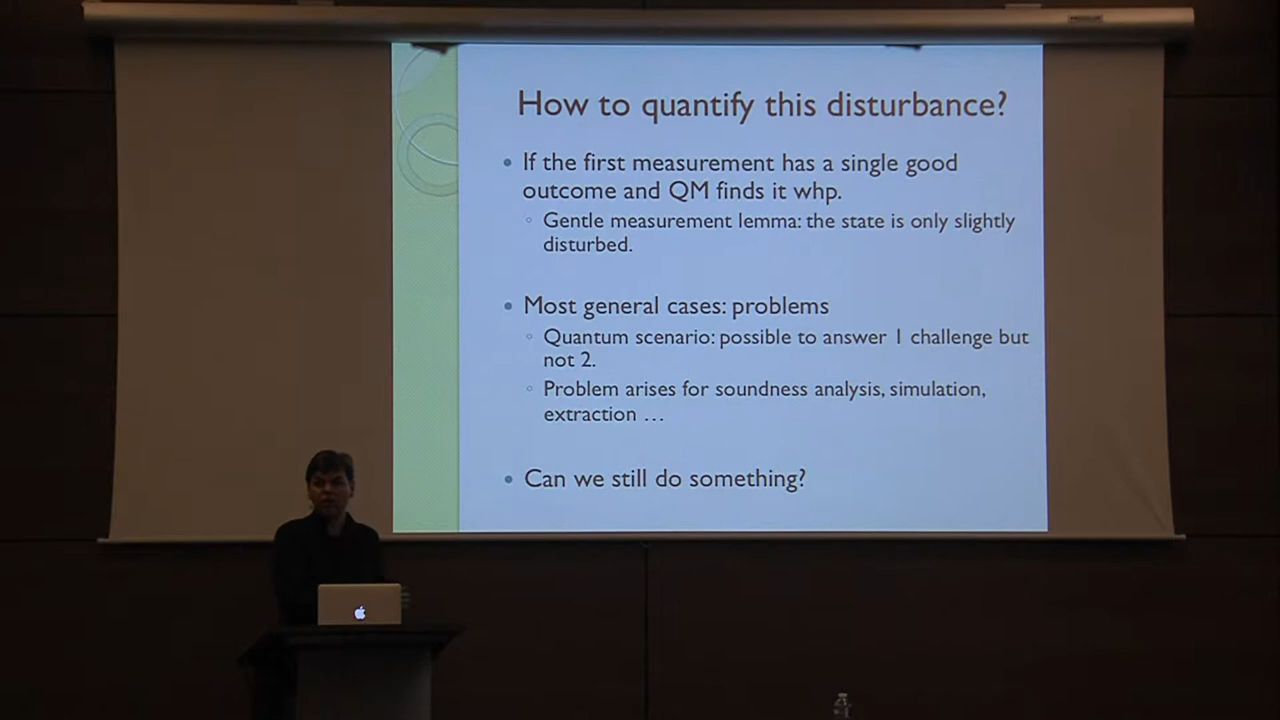 How to quantify this disturbance?
If the first measurement has a single good
outcome and QM finds it whp.
Gentle measurement lemma: the state is only slightly
disturbed.
Most general cases: problems
Quantum scenario: possible to answer 1 challenge but
not 2.
Problem arises for soundness analysis, simulation,
extraction …
Can we still do something?